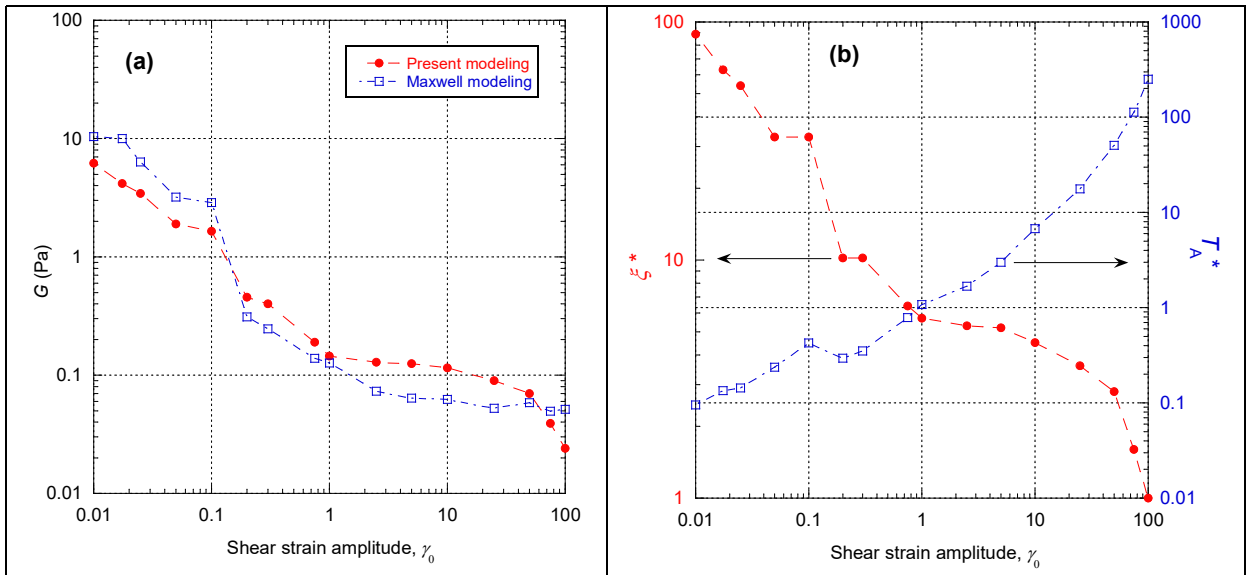 (a)
Present modeling
Maxwell modeling
100
10
1
0.1
0.01
G (Pa)
0.01 0.1 1 10 100
Shear strain amplitude, γ₀
(b)
100
10
1
ξ*
1000
100
10
1
0.1
0.01
T*A
0.01 0.1 1 10 100
Shear strain amplitude, γ₀